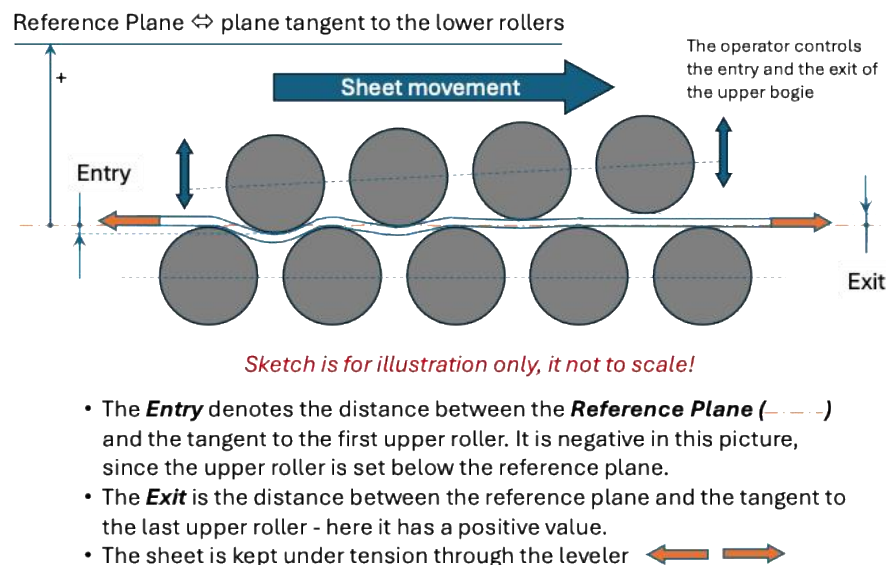 Reference Plane ⇔ plane tangent to the lower rollers
+
The operator controls
the entry and the exit of
the upper bogie
Sheet movement
Entry
Exit
Sketch is for illustration only, it not to scale!
• The Entry denotes the distance between the Reference Plane (— · — · -)
and the tangent to the first upper roller. It is negative in this picture,
since the upper roller is set below the reference plane.
• The Exit is the distance between the reference plane and the tangent to
the last upper roller - here it has a positive value.
• The sheet is kept under tension through the leveler